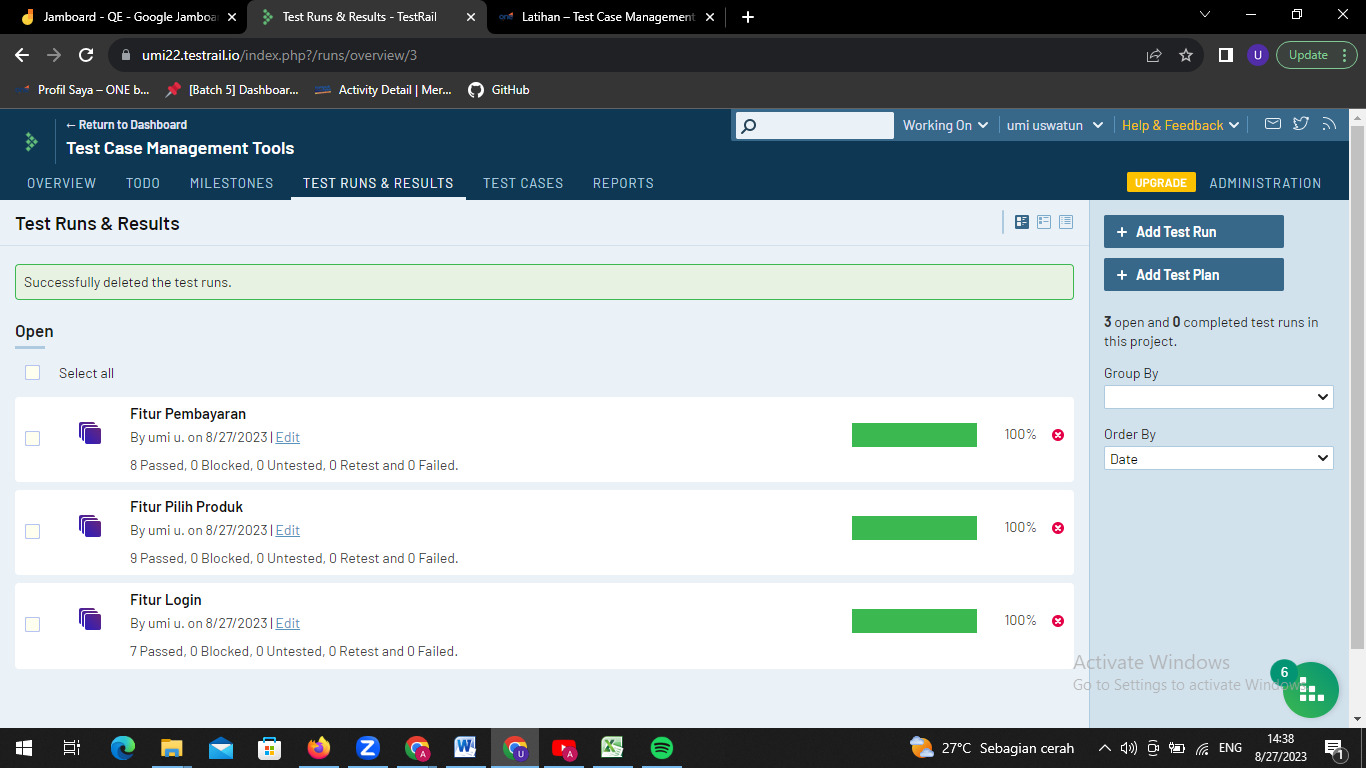 Jamboard - QE - Google Jamboa
Test Runs & Results - TestRail
Latihan – Test Case Management
umi22.testrail.io/index.php?/runs/overview/3
U
Update
Profil Saya – ONE b...
[Batch 5] Dashboar...
Activity Detail | Mer...
GitHub
← Return to Dashboard
Test Case Management Tools
Working On
umi uswatun
Help & Feedback
OVERVIEW
TODO
MILESTONES
TEST RUNS & RESULTS
TEST CASES
REPORTS
UPGRADE
ADMINISTRATION
Test Runs & Results
Successfully deleted the test runs.
Open
Select all
Fitur Pembayaran
By umi u. on 8/27/2023 | Edit
8 Passed, 0 Blocked, 0 Untested, 0 Retest and 0 Failed.
100%
Fitur Pilih Produk
By umi u. on 8/27/2023 | Edit
9 Passed, 0 Blocked, 0 Untested, 0 Retest and 0 Failed.
100%
Fitur Login
By umi u. on 8/27/2023 | Edit
7 Passed, 0 Blocked, 0 Untested, 0 Retest and 0 Failed.
100%
+ Add Test Run
+ Add Test Plan
3 open and 0 completed test runs in
this project.
Group By
Order By
Date
Activate Windows
Go to Settings to activate Windows.
6
27°C Sebagian cerah
ENG
14:38
8/27/2023
1